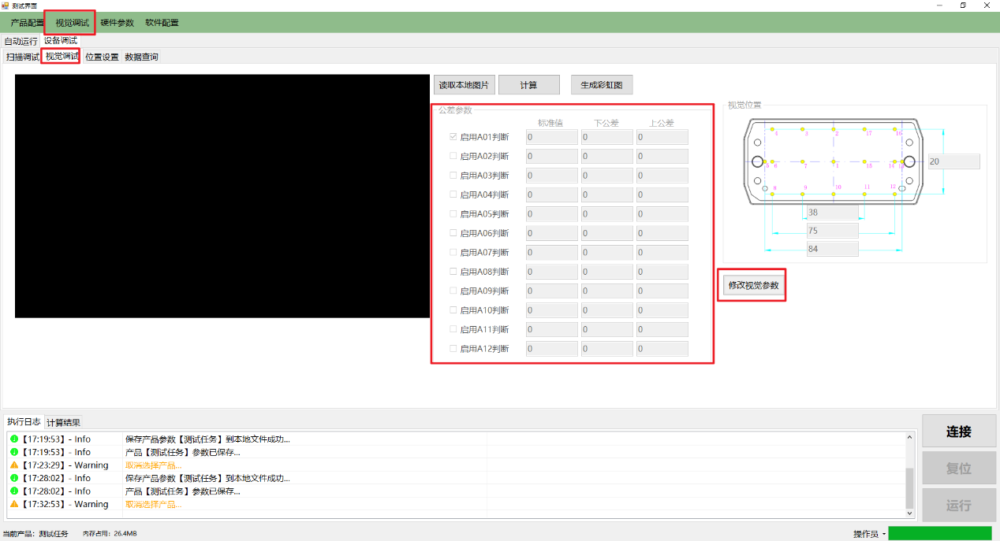 测试界面
产品配置 视觉调试 硬件参数 软件配置
自动运行 设备调试
扫描调试 视觉调试 位置设置 数据查询
读取本地图片 计算 生成彩虹图
公差参数
标准值 下公差 上公差
启用A01判断 0 0 0
启用A02判断 0 0 0
启用A03判断 0 0 0
启用A04判断 0 0 0
启用A05判断 0 0 0
启用A06判断 0 0 0
启用A07判断 0 0 0
启用A08判断 0 0 0
启用A09判断 0 0 0
启用A10判断 0 0 0
启用A11判断 0 0 0
启用A12判断 0 0 0
视觉位置
4 3 2 17 16
5 6 7 1 15 14 13
20
8 9 10 11 12
38
75
84
修改视觉参数
执行日志 计算结果
【17:19:53】- Info 保存产品参数【测试任务】到本地文件成功...
【17:19:53】- Info 产品【测试任务】参数已保存...
【17:23:29】- Warning 取消选择产品...
【17:28:02】- Info 保存产品参数【测试任务】到本地文件成功...
【17:28:02】- Info 产品【测试任务】参数已保存...
【17:32:53】- Warning 取消选择产品...
连接
复位
运行
当前产品：测试任务 内存占用：26.4MB 操作员